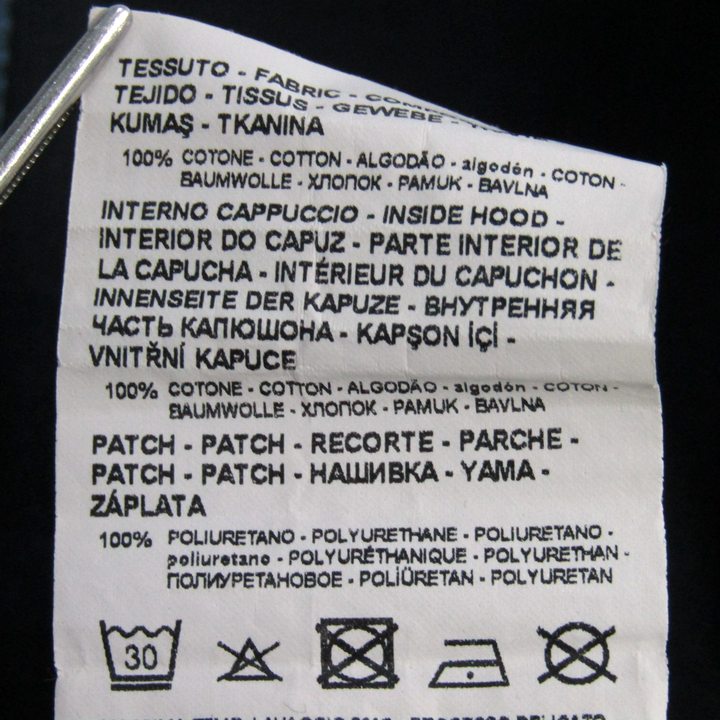 TESSUTO - FABRIC -
TEJIDO - TISSUS - GEWEBE -
KUMAŞ - TKANINA
100% COTONE - COTTON - ALGODÃO - algodón - COTON -
BAUMWOLLE - ХЛОПОК - PAMUK - BAVLNA
INTERNO CAPPUCCIO - INSIDE HOOD -
INTERIOR DO CAPUZ - PARTE INTERIOR DE
LA CAPUCHA - INTÉRIEUR DU CAPUCHON -
INNENSEITE DER KAPUZE - ВНУТРЕННЯЯ
ЧАСТЬ КАПЮШОНА - KAPŞON İÇİ -
VNITŘNÍ KAPUCE
100% COTONE - COTTON - ALGODÃO - algodón - COTON -
BAUMWOLLE - ХЛОПОК - PAMUK - BAVLNA
PATCH - PATCH - RECORTE - PARCHE -
PATCH - PATCH - НАШИВКА - YAMA -
ZÁPLATA
100% POLIURETANO - POLYURETHANE - POLIURETANO -
poliuretano - POLYURÉTHANIQUE - POLYURETHAN -
ПОЛИУРЕТАНОВОЕ - POLİÜRETAN - POLYURETAN
30